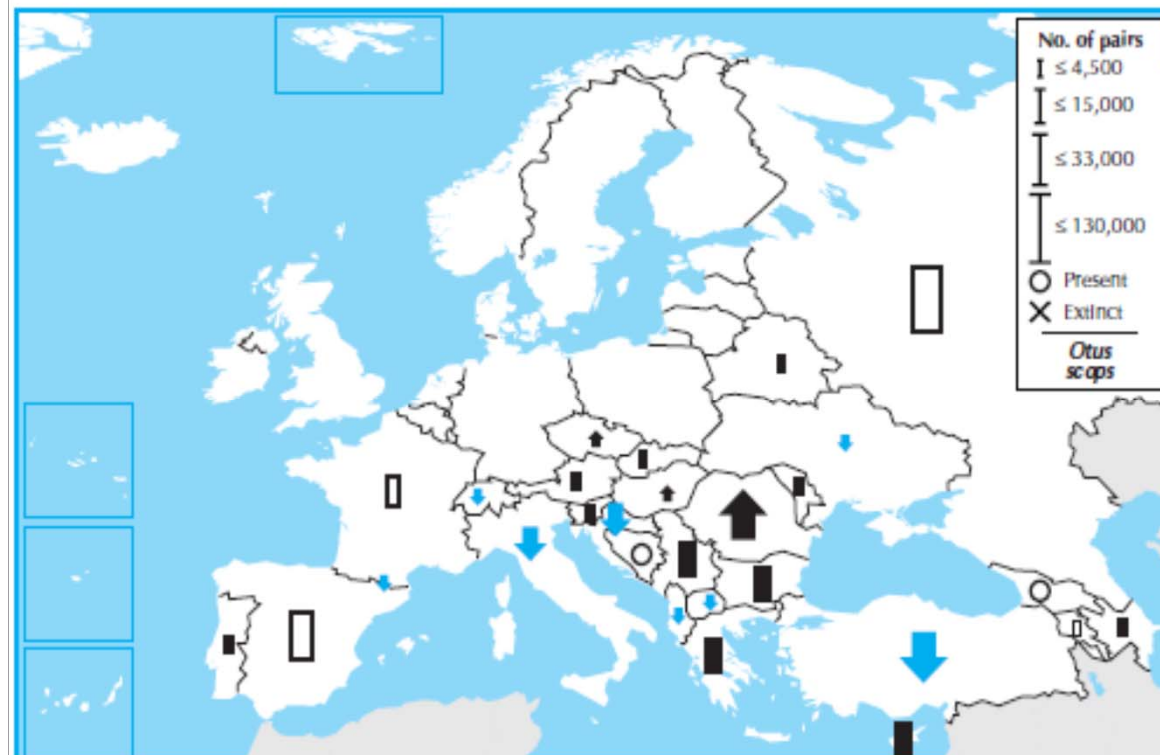 No. of pairs
≤ 4,500
≤ 15,000
≤ 33,000
≤ 130,000
Present
Extinct
Otus
scops